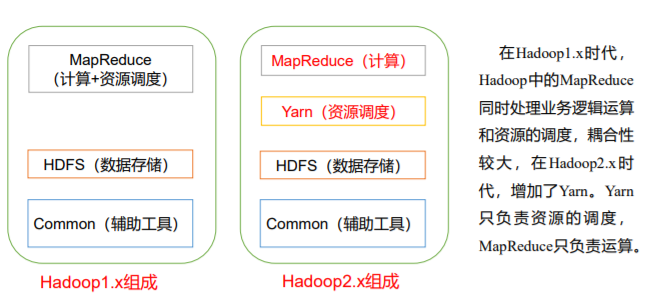 MapReduce
（计算+资源调度）
HDFS（数据存储）
Common（辅助工具）
Hadoop1.x组成
MapReduce（计算）
Yarn（资源调度）
HDFS（数据存储）
Common（辅助工具）
Hadoop2.x组成
在Hadoop1.x时代，
Hadoop中的MapReduce
同时处理业务逻辑运算
和资源的调度，耦合性
较大，在Hadoop2.x时
代，增加了Yarn。Yarn
只负责资源的调度，
MapReduce只负责运算。